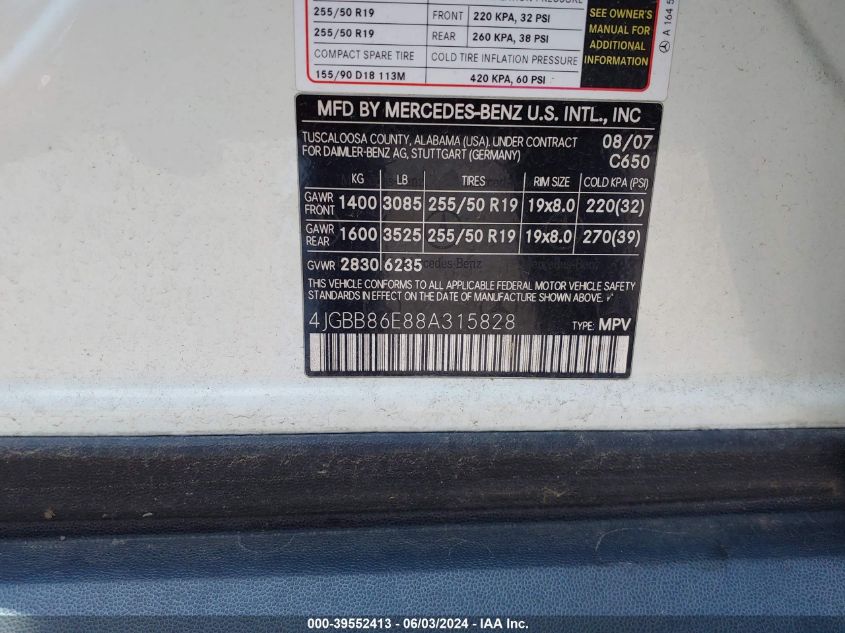 255/50 R19 FRONT 220 KPA, 32 PSI
255/50 R19 REAR 260 KPA, 38 PSI
COMPACT SPARE TIRE COLD TIRE INFLATION PRESSURE
155/90 D18 113M 420 KPA, 60 PSI
SEE OWNER'S
MANUAL FOR
ADDITIONAL
INFORMATION
A 164 5
MFD BY MERCEDES-BENZ U.S. INTL., INC
TUSCALOOSA COUNTY, ALABAMA (USA). UNDER CONTRACT 08/07
FOR DAIMLER-BENZ AG, STUTTGART (GERMANY) C650
KG LB TIRES RIM SIZE COLD KPA (PSI)
GAWR FRONT 1400 3085 255/50 R19 19x8.0 220(32)
GAWR REAR 1600 3525 255/50 R19 19x8.0 270(39)
GVWR 2830 6235
THIS VEHICLE CONFORMS TO ALL APPLICABLE FEDERAL MOTOR VEHICLE SAFETY
STANDARDS IN EFFECT ON THE DATE OF MANUFACTURE SHOWN ABOVE.
4JGBB86E88A315828 TYPE: MPV
000-39552413 - 06/03/2024 - IAAI.com